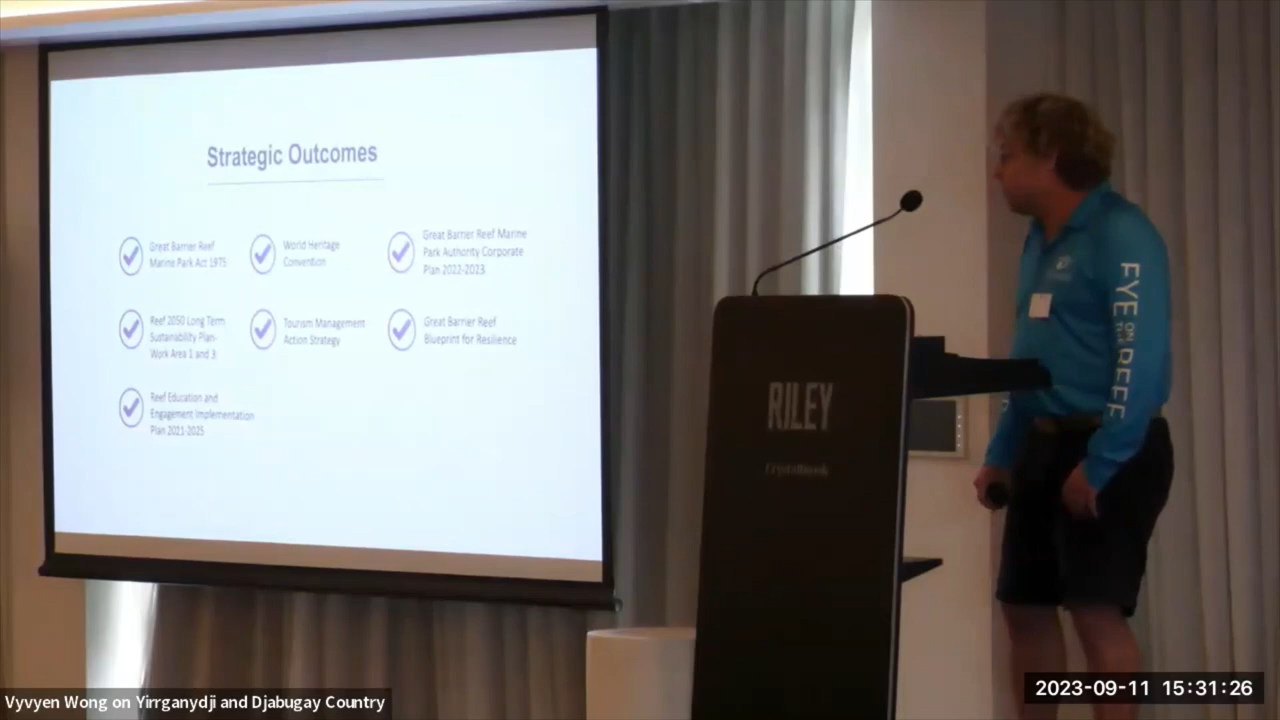 Strategic Outcomes
Great Barrier Reef
Marine Park Act 1975
World Heritage
Convention
Great Barrier Reef Marine
Park Authority Corporate
Plan 2022-2023
Reef 2050 Long Term
Sustainability Plan-
Work Area 1 and 3
Tourism Management
Action Strategy
Great Barrier Reef
Blueprint for Resilience
Reef Education and
Engagement Implementation
Plan 2021-2025
RILEY
Crystalbrook
EYE
ON
THE
REEF
Vyvyen Wong on Yirrganydji and Djabugay Country
2023-09-11 15:31:26